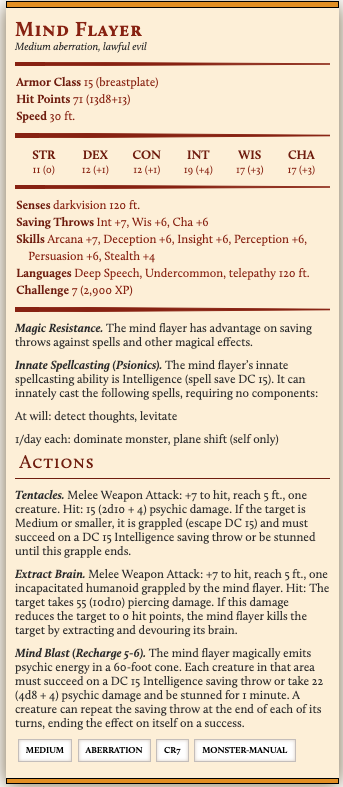 Mind Flayer
Medium aberration, lawful evil
Armor Class 15 (breastplate)
Hit Points 71 (13d8+13)
Speed 30 ft.
STR DEX CON INT WIS CHA
11 (0) 12 (+1) 12 (+1) 19 (+4) 17 (+3) 17 (+3)
Senses darkvision 120 ft.
Saving Throws Int +7, Wis +6, Cha +6
Skills Arcana +7, Deception +6, Insight +6, Perception +6,
Persuasion +6, Stealth +4
Languages Deep Speech, Undercommon, telepathy 120 ft.
Challenge 7 (2,900 XP)
Magic Resistance. The mind flayer has advantage on saving
throws against spells and other magical effects.
Innate Spellcasting (Psionics). The mind flayer's innate
spellcasting ability is Intelligence (spell save DC 15). It can
innately cast the following spells, requiring no components:
At will: detect thoughts, levitate
1/day each: dominate monster, plane shift (self only)
Actions
Tentacles. Melee Weapon Attack: +7 to hit, reach 5 ft., one
creature. Hit: 15 (2d10 + 4) psychic damage. If the target is
Medium or smaller, it is grappled (escape DC 15) and must
succeed on a DC 15 Intelligence saving throw or be stunned
until this grapple ends.
Extract Brain. Melee Weapon Attack: +7 to hit, reach 5 ft., one
incapacitated humanoid grappled by the mind flayer. Hit: The
target takes 55 (10d10) piercing damage. If this damage
reduces the target to 0 hit points, the mind flayer kills the
target by extracting and devouring its brain.
Mind Blast (Recharge 5-6). The mind flayer magically emits
psychic energy in a 60-foot cone. Each creature in that area
must succeed on a DC 15 Intelligence saving throw or take 22
(4d8 + 4) psychic damage and be stunned for 1 minute. A
creature can repeat the saving throw at the end of each of its
turns, ending the effect on itself on a success.
MEDIUM ABERRATION CR7 MONSTER-MANUAL